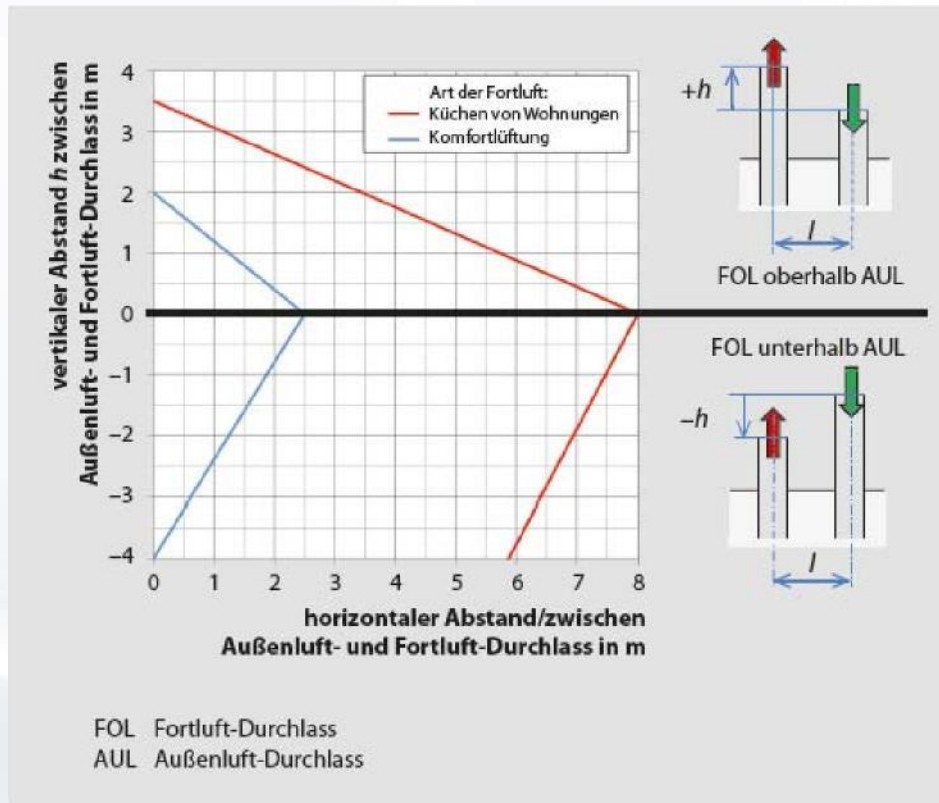 vertikaler Abstand h zwischen
Außenluft- und Fortluft-Durchlass in m
4
3
2
1
0
–1
–2
–3
–4
Art der Fortluft:
Küchen von Wohnungen
Komfortlüftung
0 1 2 3 4 5 6 7 8
horizontaler Abstand/zwischen
Außenluft- und Fortluft-Durchlass in m
+h
l
FOL oberhalb AUL
FOL unterhalb AUL
–h
l
FOL Fortluft-Durchlass
AUL Außenluft-Durchlass